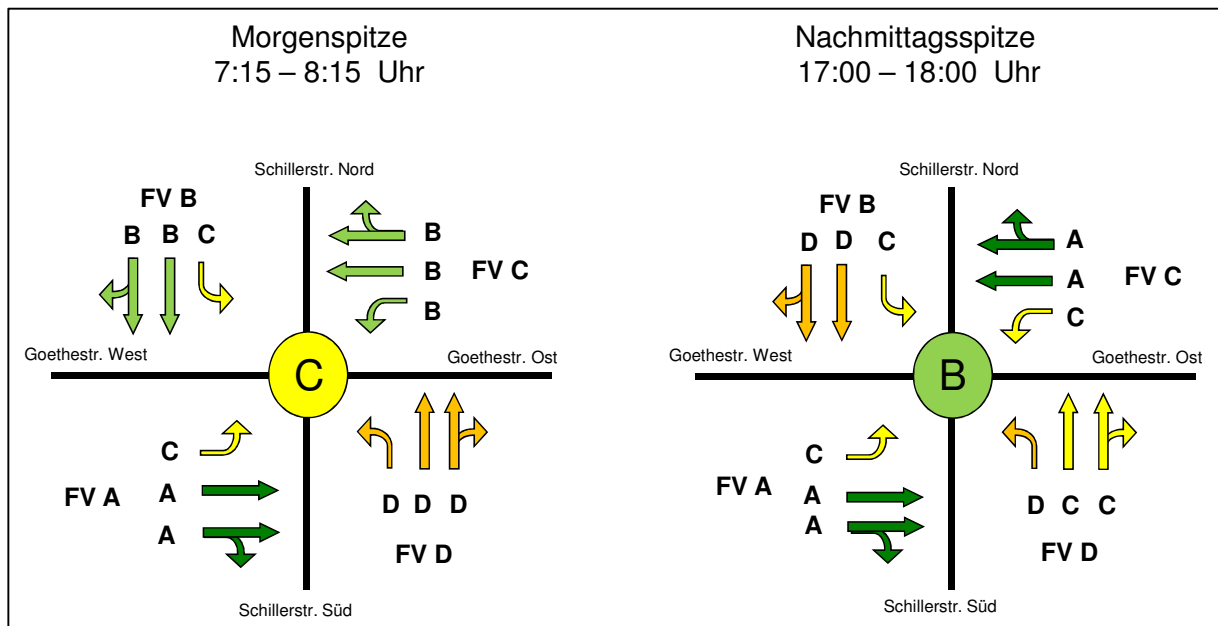 Morgenspitze
7:15 – 8:15 Uhr
Schillerstr. Nord
FV B
B B C
B
B FV C
B
Goethestr. West
Goethestr. Ost
C
C
FV A A
A
D D D
FV D
Schillerstr. Süd
Nachmittagsspitze
17:00 – 18:00 Uhr
Schillerstr. Nord
FV B
D D C
A
A FV C
C
Goethestr. West
Goethestr. Ost
B
C
FV A A
A
D C C
FV D
Schillerstr. Süd